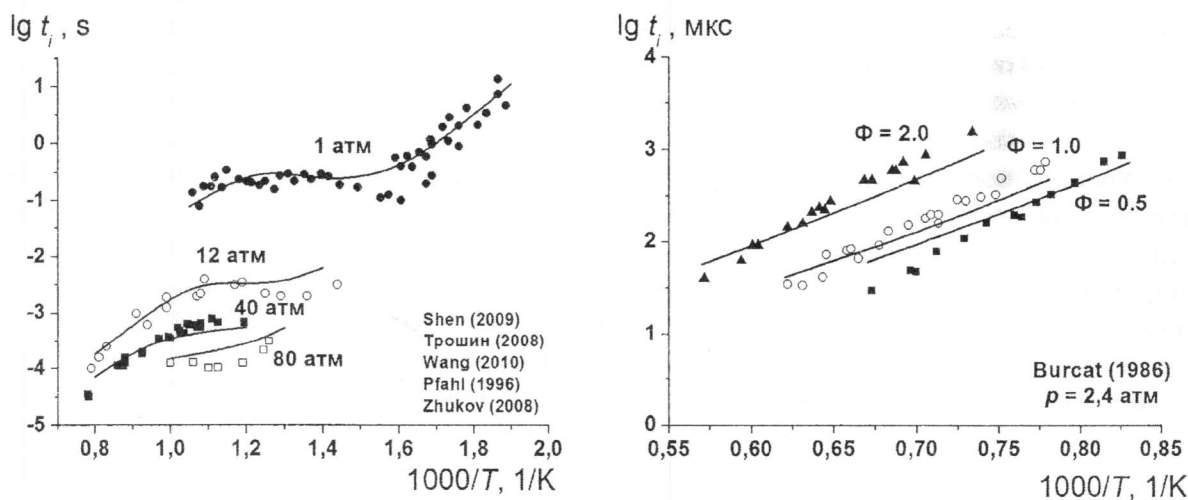 lg t_i , s
1
0
-1
-2
-3
-4
-5
0,8 1,0 1,2 1,4 1,6 1,8 2,0
1000/T, 1/K
1 атм
12 атм
40 атм
80 атм
Shen (2009)
Трошин (2008)
Wang (2010)
Pfahl (1996)
Zhukov (2008)
lg t_i , мкс
4
3
2
1
0
0,55 0,60 0,65 0,70 0,75 0,80 0,85
1000/T, 1/K
Φ = 2.0
Φ = 1.0
Φ = 0.5
Burcat (1986)
p = 2,4 атм